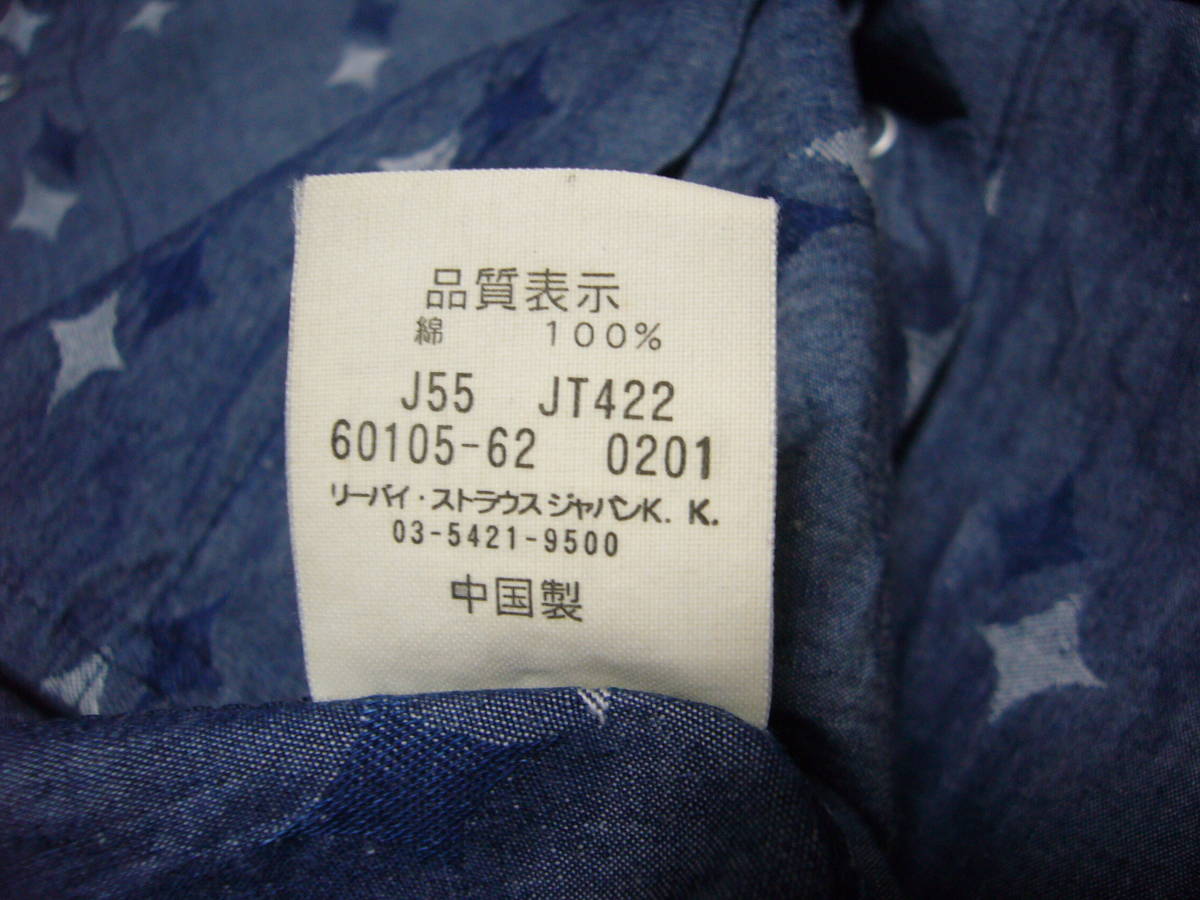 品質表示
綿 100%
J55 JT422
60105-62 0201
リーバイ・ストラウスジャパンK. K.
03-5421-9500
中国製